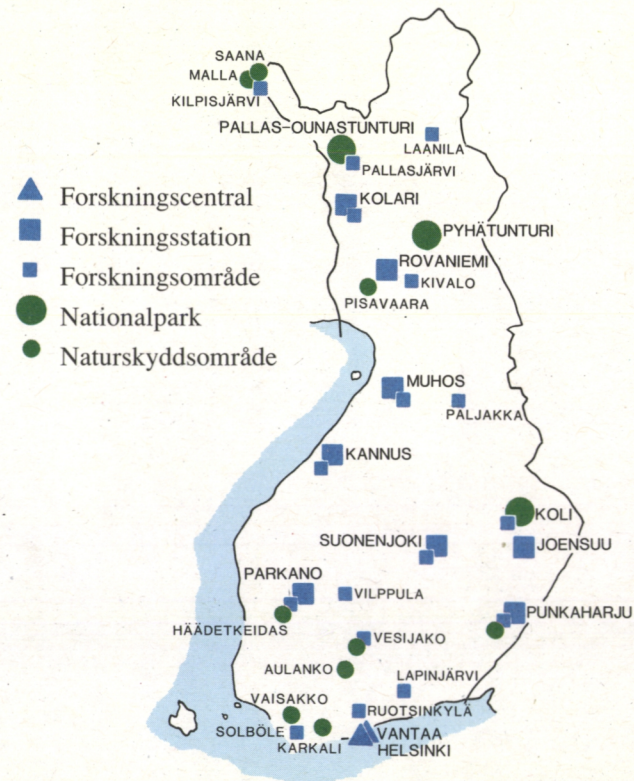 SAANA
MALLA
KILPISJÄRVI
PALLAS-OUNASTUNTURI
LAANILA
PALLASJÄRVI
KOLARI
Forskningscentral
Forskningsstation
Forskningsområde
Nationalpark
Naturskyddsområde
PYHÄTUNTURI
ROVANIEMI
KIVALO
PISAVAARA
MUHOS
PALJAKKA
KANNUS
KOLI
SUONENJOKI
JOENSUU
PARKANO
VILPPULA
PUNKAHARJU
HÄÄDETKEIDAS
VESIJAKO
AULANKO
LAPINJÄRVI
VAISAKKO
RUOTSINKYLÄ
SOLBÖLE
KARKALI
VANTAA
HELSINKI